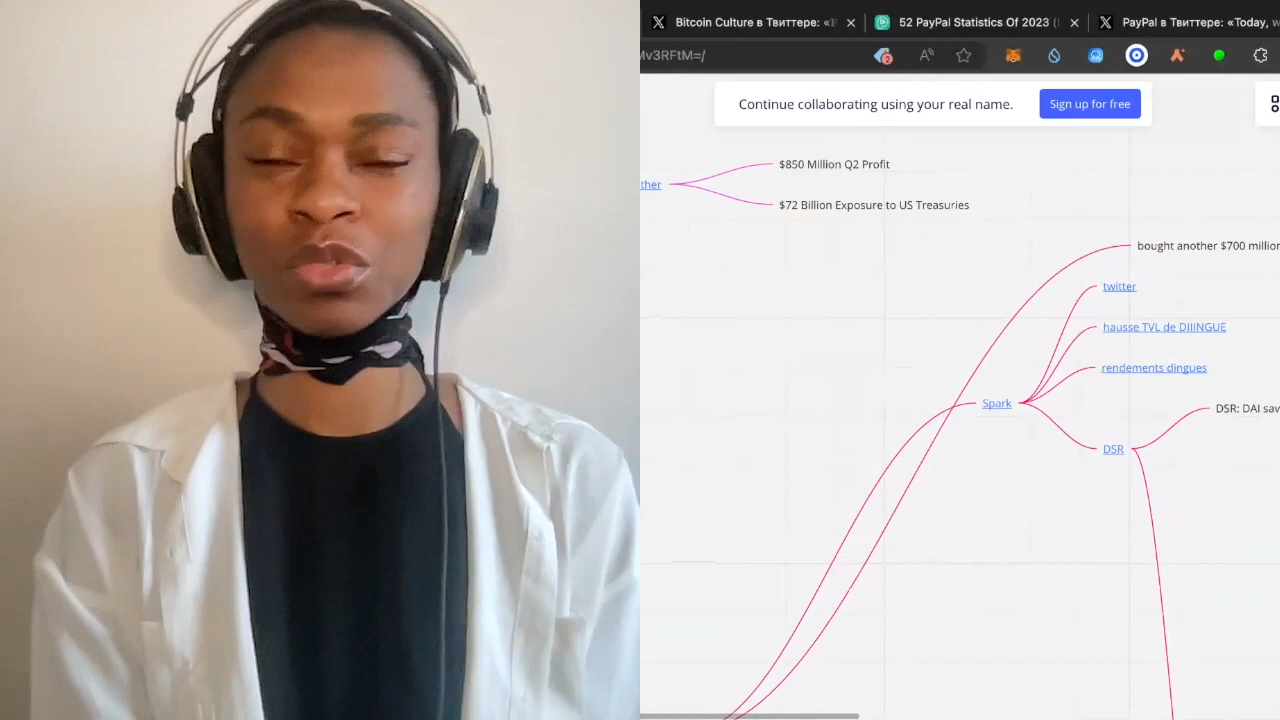 Bitcoin Culture в Твиттере: «
52 PayPal Statistics Of 2023 (
PayPal в Твиттере: «Today, w
Mv3RFtM=/
2
Continue collaborating using your real name.
Sign up for free
$850 Million Q2 Profit
ther
$72 Billion Exposure to US Treasuries
bought another $700 million
twitter
hausse TVL de DIIINGUE
rendements dingues
Spark
DSR: DAI sav
DSR